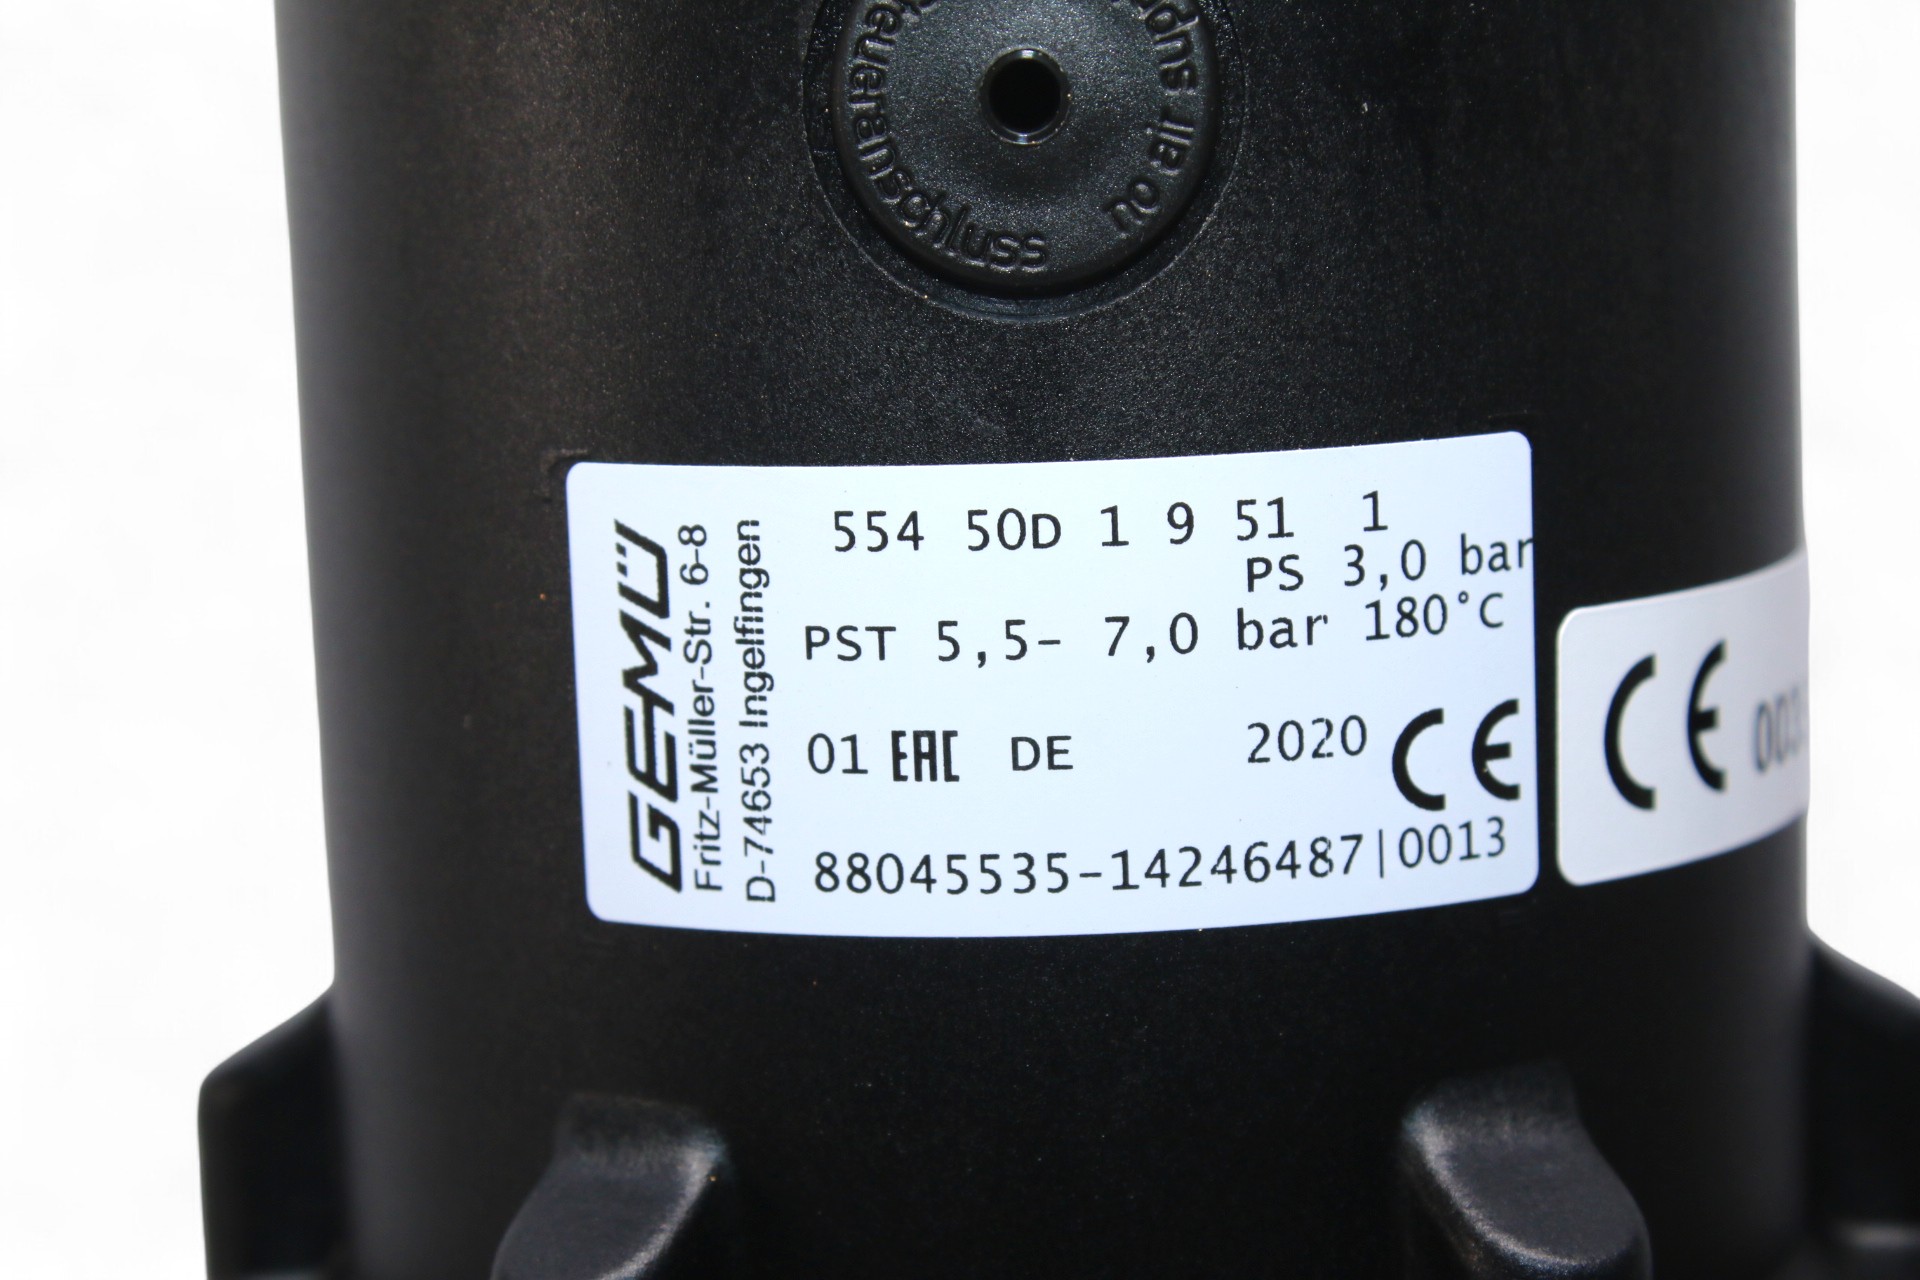 no air
554 50D 1 9 51 1
PS 3,0 bar
PST 5,5- 7,0 bar 180°C
01 EAC DE 2020 CE
88045535-14246487|0013
GEMÜ
Fritz-Müller-Str. 6-8
D-74653 Ingelfingen
CE